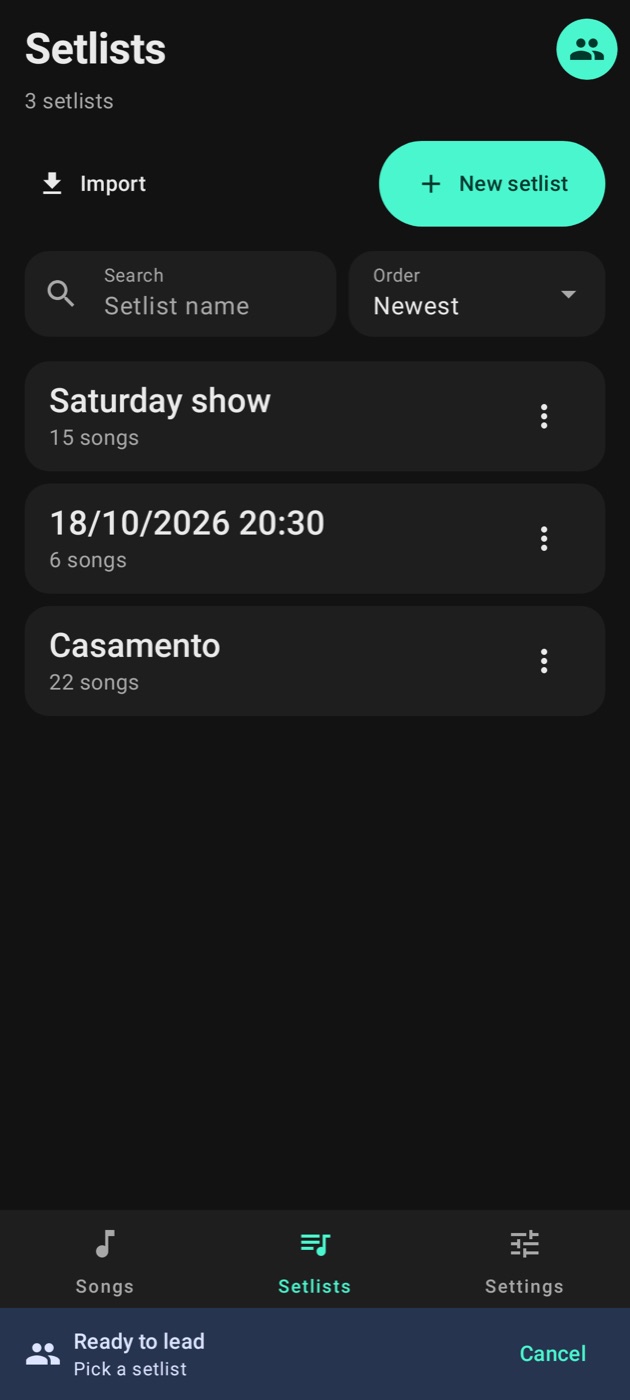 Setlists
3 setlists
Import
New setlist
Search
Setlist name
Order
Newest
Saturday show
15 songs
18/10/2026 20:30
6 songs
Casamento
22 songs
Songs
Setlists
Settings
Ready to lead
Pick a setlist
Cancel